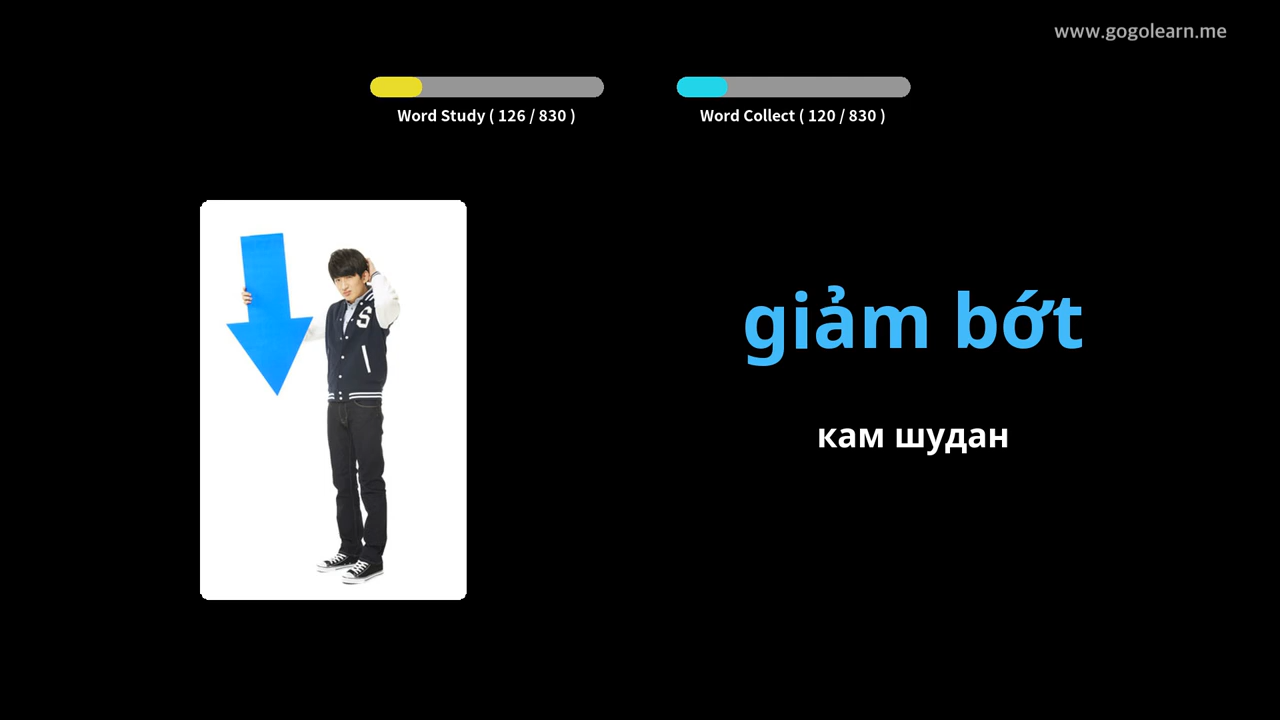 www.gogolearn.me
Word Study ( 126 / 830 )
Word Collect ( 120 / 830 )
S
giảm bớt
кам шудан